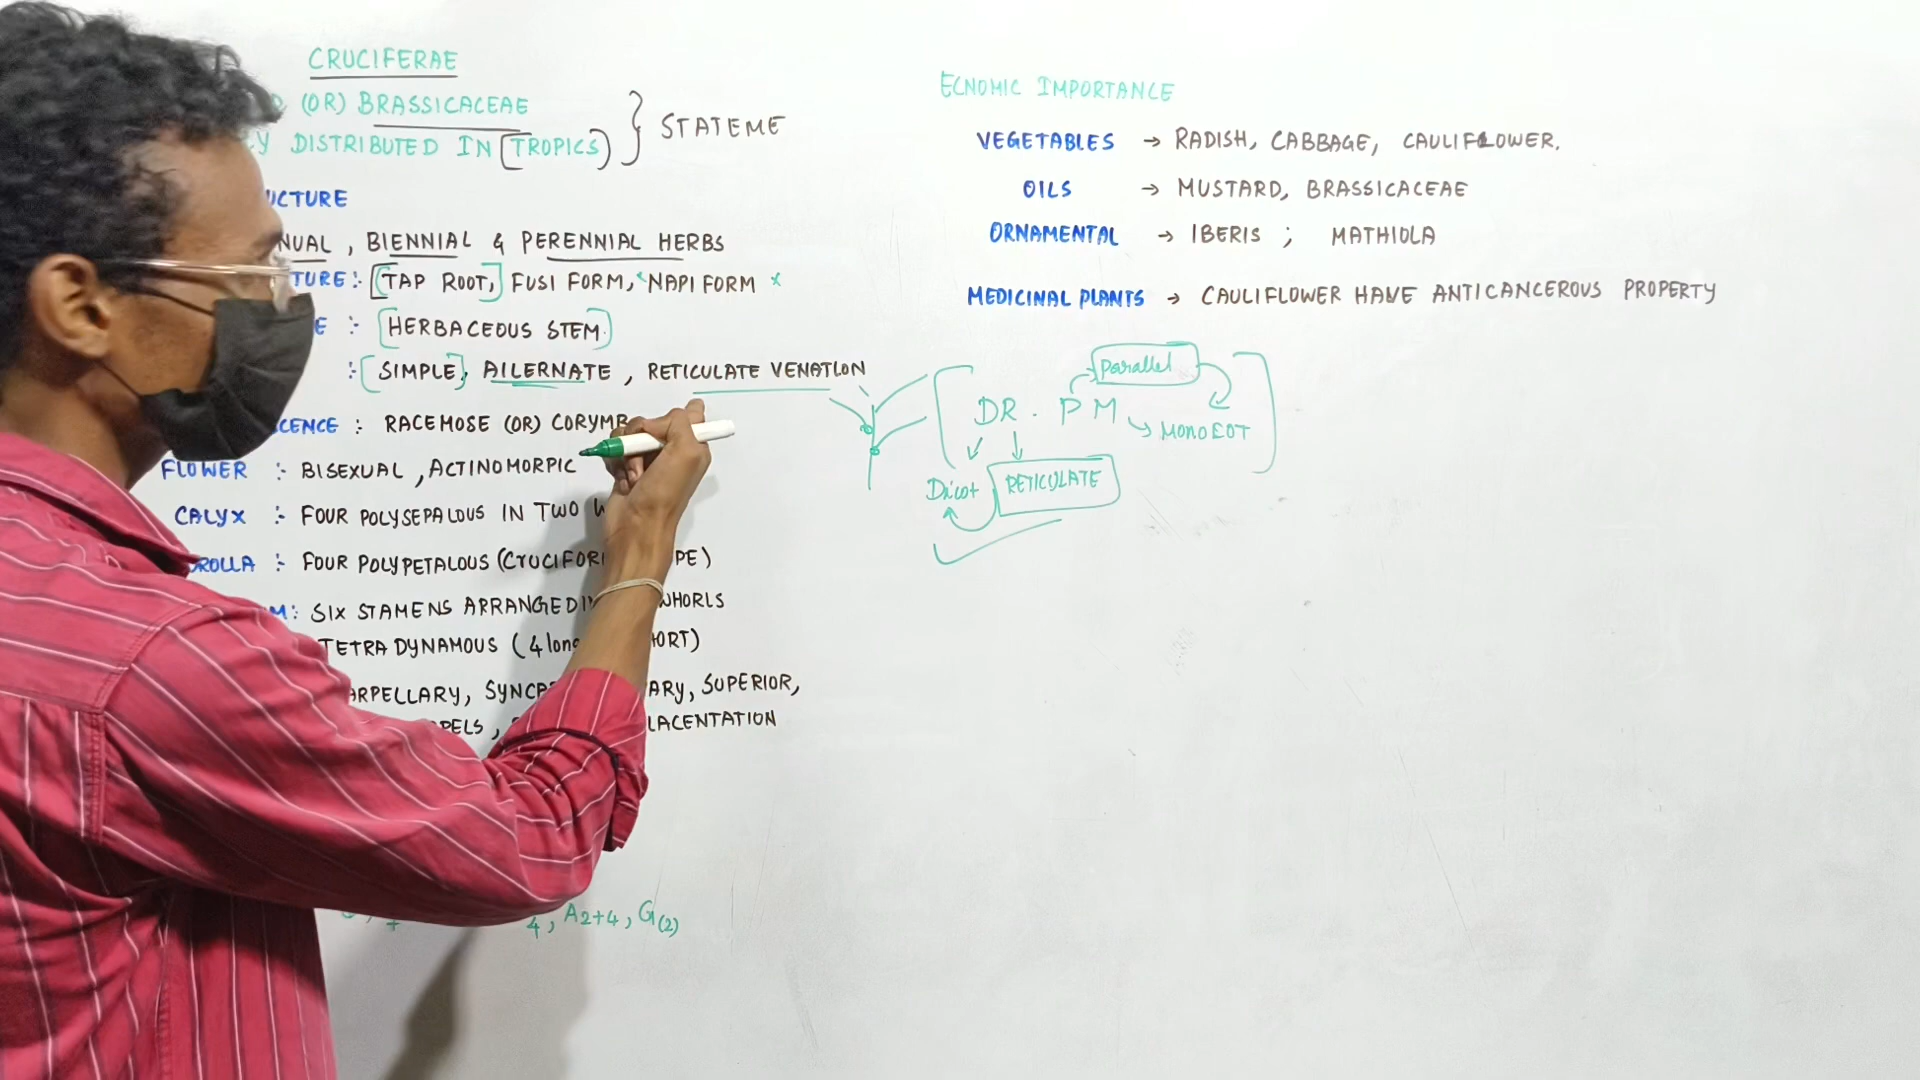 CRUCIFERAE
(OR) BRASSICACEAE
DISTRIBUTED IN [TROPICS]
} STATEME
UCTURE
NUAL, BIENNIAL & PERENNIAL HERBS
TURE:- [TAP ROOT,] FUSI FORM, NAPI FORM x
E :- [HERBACEOUS STEM.]
:- [SIMPLE], AILERNATE, RETICULATE VENATION
CENCE :- RACEMOSE (OR) CORYMB
FLOWER :- BISEXUAL, ACTINOMORPIC
CALYX :- FOUR POLYSEPALOUS IN TWO W
ROLLA :- FOUR POLYPETALOUS (CRUCIFOR PE)
M: SIX STAMENS ARRANGED I WHORLS
TETRA DYNAMOUS (4 long ORT)
ARPELLARY, SYNCA ARY, SUPERIOR,
PELS, LACENTATION
4, A2+4, G(2)
ECNOMIC IMPORTANCE
VEGETABLES → RADISH, CABBAGE, CAULIFLOWER.
OILS → MUSTARD, BRASSICACEAE
ORNAMENTAL → IBERIS ; MATHIOLA
MEDICINAL PLANTS → CAULIFLOWER HAVE ANTICANCEROUS PROPERTY
Parallel
DR. PM
MONOCOT
Dicot RETICULATE